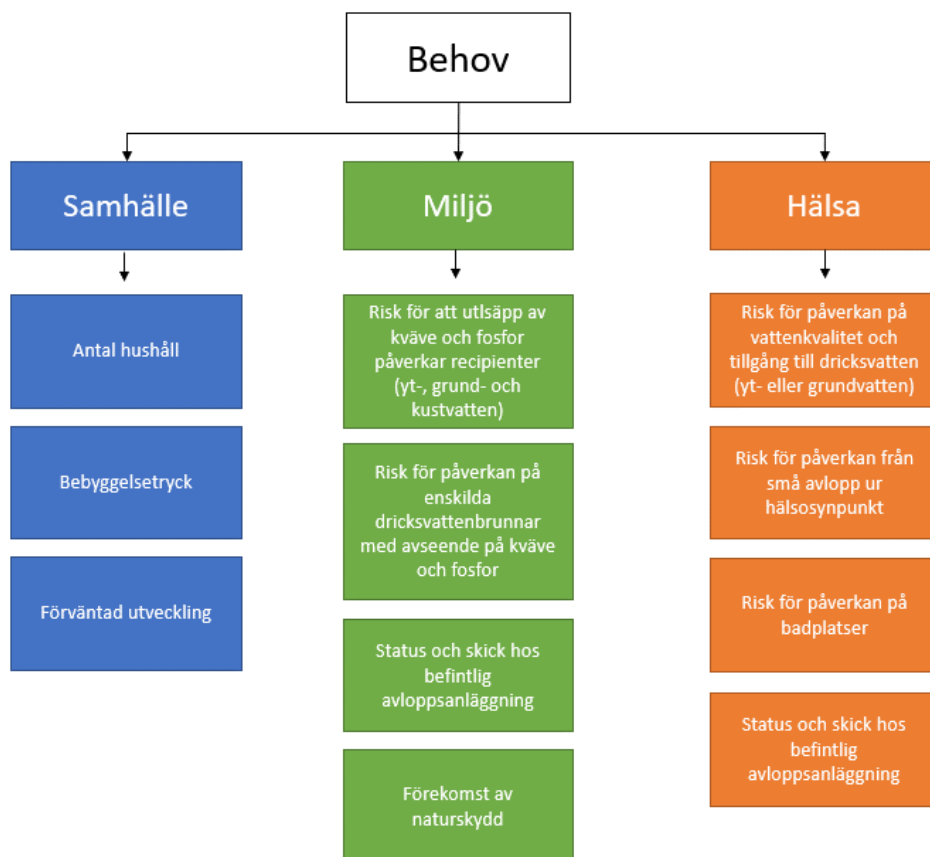 Behov
Samhälle
Antal hushåll
Bebyggelsetryck
Förväntad utveckling
Miljö
Risk för att utlsäpp av
kväve och fosfor
påverkar recipienter
(yt-, grund- och
kustvatten)
Risk för påverkan på
enskilda
dricksvattenbrunnar
med avseende på kväve
och fosfor
Status och skick hos
befintlig
avloppsanläggning
Förekomst av
naturskydd
Hälsa
Risk för påverkan på
vattenkvalitet och
tillgång till dricksvatten
(yt- eller grundvatten)
Risk för påverkan från
små avlopp ur
hälsosynpunkt
Risk för påverkan på
badplatser
Status och skick hos
befintlig
avloppsanläggning